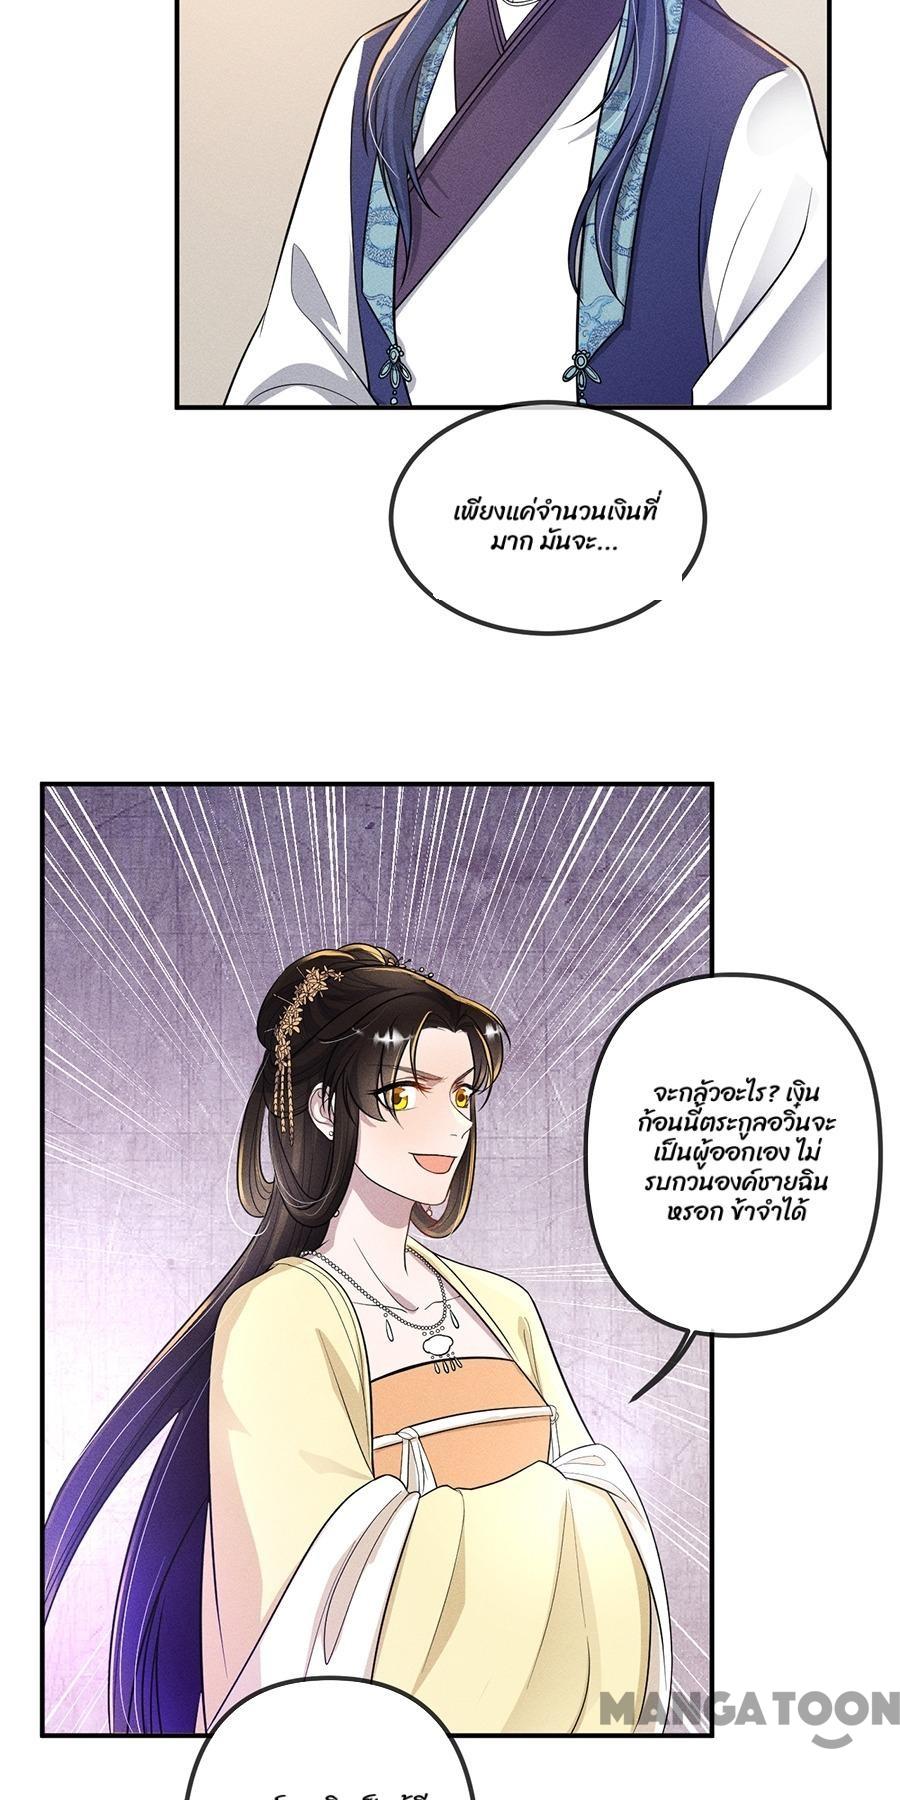 เพียงแค่จำนวนเงินที่
มาก มันจะ...
จะกลัวอะไร? เงิน
ก้อนนี้ตระกูลอวิ๋นจะ
เป็นผู้ออกเอง ไม่
รบกวนองค์ชายฉิน
หรอก ข้าจำได้
MANGATOON